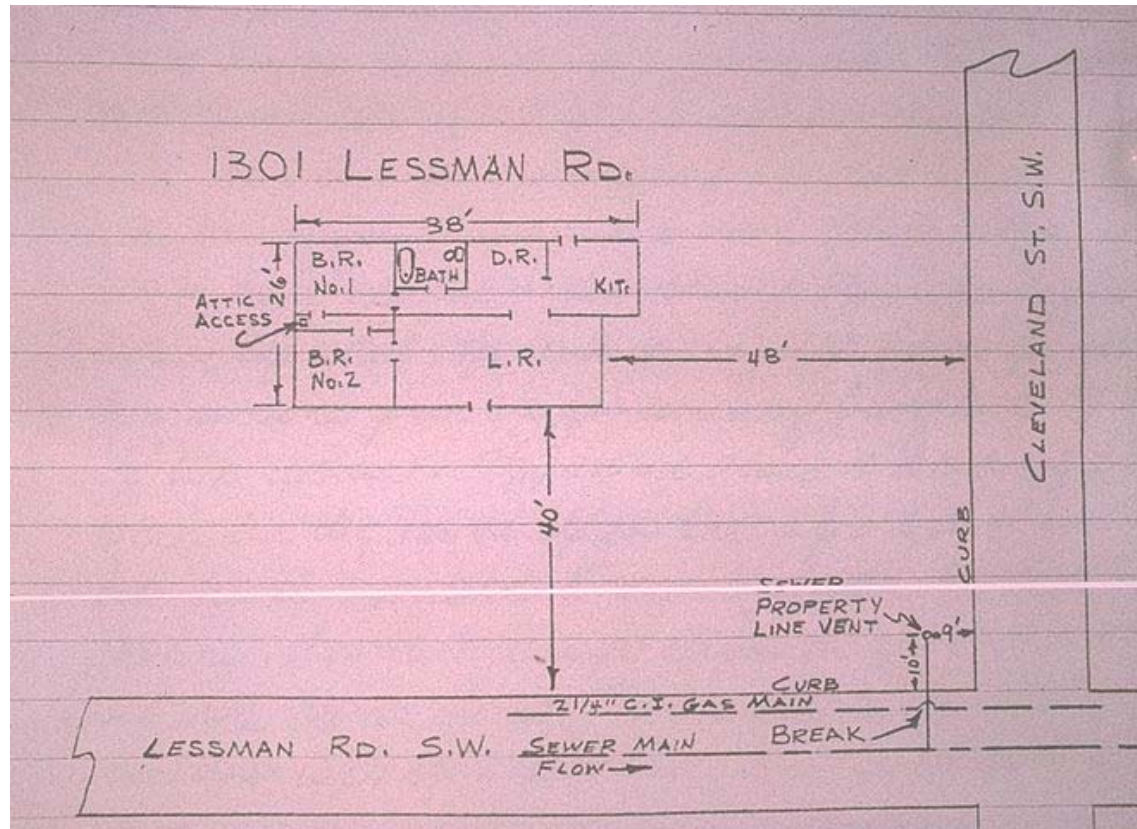 1301 LESSMAN RD.
38'
26'
B.R.
No.1
BATH
D.R.
KIT.
ATTIC
ACCESS
B.R.
No.2
L.R.
48'
CLEVELAND ST. S.W.
40'
CURB
SEWER
PROPERTY
LINE VENT
9'
10'
CURB
2 1/4" C.I. GAS MAIN
BREAK
LESSMAN RD. S.W.
SEWER MAIN
FLOW